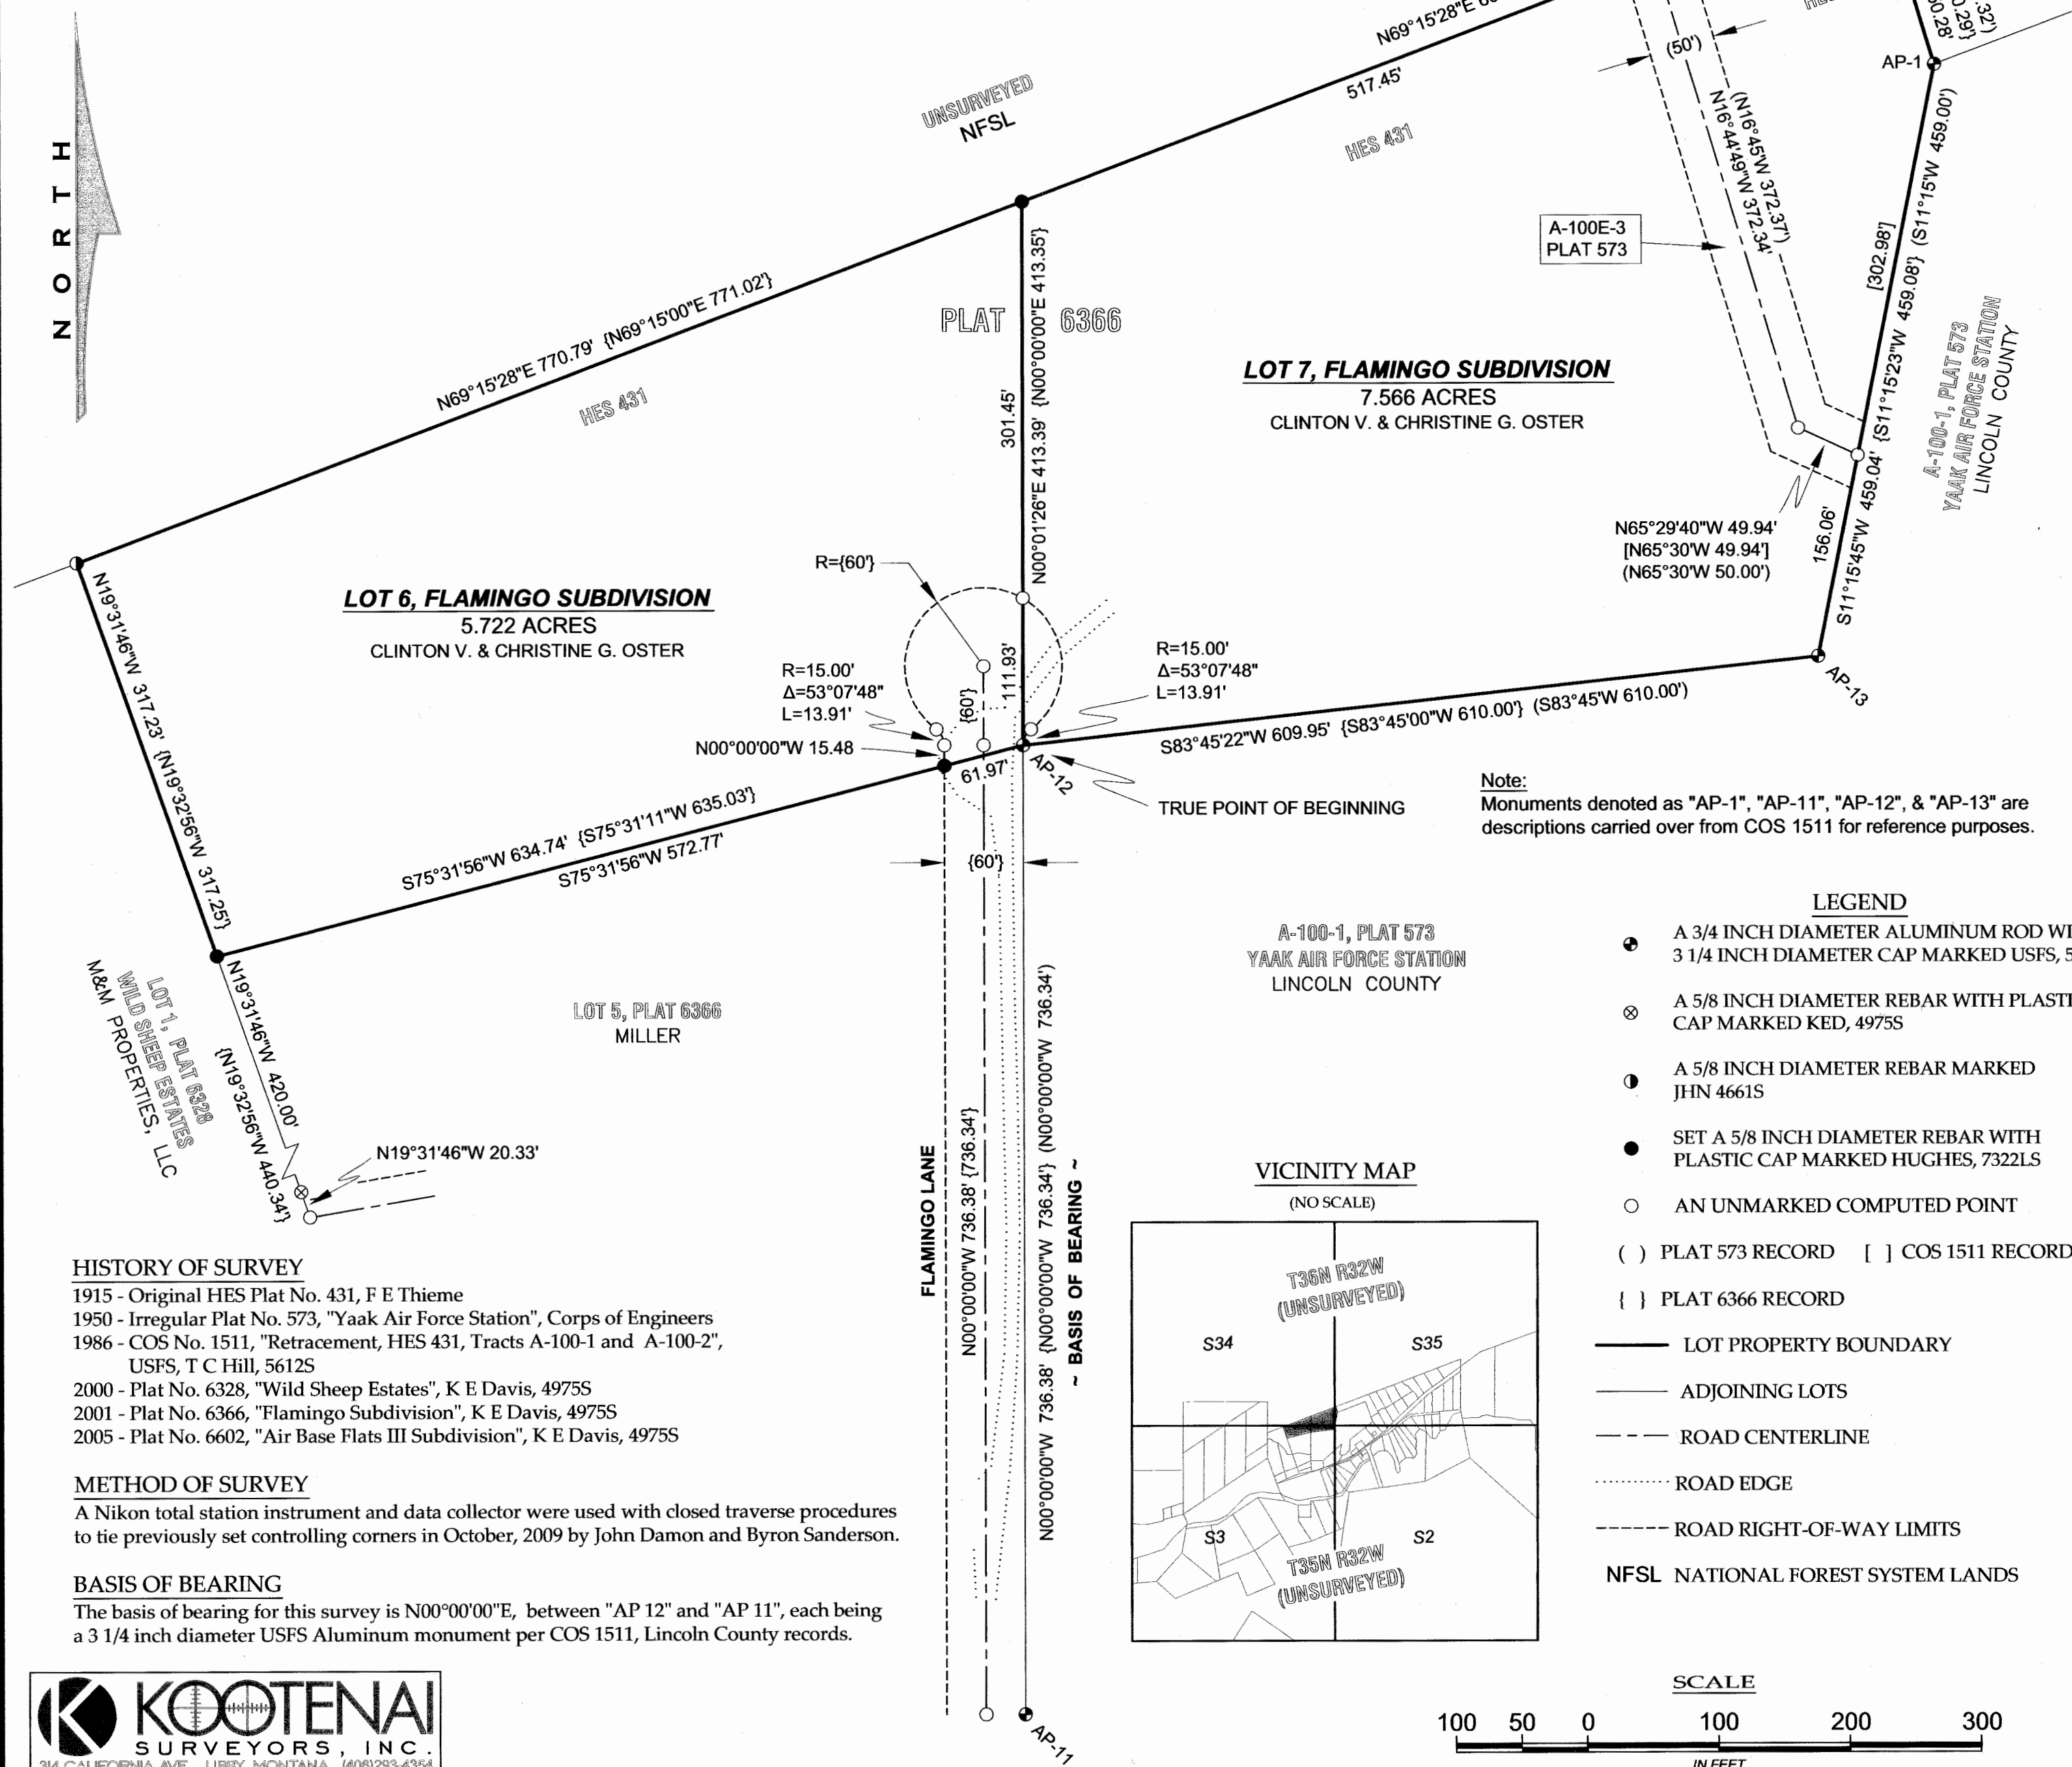 NORTH
UNSURVEYED
NFSL
N69°15'28"E
517.45'
HES 431
(50')
AP-1
(N16°45'W 372.37')
N16°44'49"W 372.34'
A-100E-3
PLAT 573
[302.98']
S11°15'45"W 459.04' {S11°15'23"W 459.08'} (S11°15'W 459.00')
156.06'
A-100-1, PLAT 573
YAAK AIR FORCE STATION
LINCOLN COUNTY
N69°15'28"E 770.79' {N69°15'00"E 771.02'}
HES 431
PLAT 6366
301.45'
N00°01'26"E 413.39' {N00°00'00"E 413.35'}
LOT 7, FLAMINGO SUBDIVISION
7.566 ACRES
CLINTON V. & CHRISTINE G. OSTER
N65°29'40"W 49.94'
[N65°30'W 49.94']
(N65°30'W 50.00')
AP-13
LOT 6, FLAMINGO SUBDIVISION
5.722 ACRES
CLINTON V. & CHRISTINE G. OSTER
N19°31'46"W 317.23' {N19°32'56"W 317.25'}
R={60'}
R=15.00'
Δ=53°07'48"
L=13.91'
N00°00'00"W 15.48
{60'}
111.93'
R=15.00'
Δ=53°07'48"
L=13.91'
61.97'
AP-12
TRUE POINT OF BEGINNING
S83°45'22"W 609.95' {S83°45'00"W 610.00'} (S83°45'W 610.00')
S75°31'56"W 634.74' {S75°31'11"W 635.03'}
S75°31'56"W 572.77'
{60'}
Note:
Monuments denoted as "AP-1", "AP-11", "AP-12", & "AP-13" are
descriptions carried over from COS 1511 for reference purposes.
A-100-1, PLAT 573
YAAK AIR FORCE STATION
LINCOLN COUNTY
LOT 5, PLAT 6366
MILLER
LOT 1, PLAT 6328
WILD SHEEP ESTATES
M&M PROPERTIES, LLC
N19°31'46"W 420.00'
{N19°32'56"W 440.34'}
N19°31'46"W 20.33'
FLAMINGO LANE
N00°00'00"W 736.38' {736.34'}
N00°00'00"W 736.38' {N00°00'00"W 736.34'} (N00°00'00"W 736.34')
~ BASIS OF BEARING ~
AP-11
LEGEND
A 3/4 INCH DIAMETER ALUMINUM ROD
3 1/4 INCH DIAMETER CAP MARKED USFS,
A 5/8 INCH DIAMETER REBAR WITH
CAP MARKED KED, 4975S
A 5/8 INCH DIAMETER REBAR MARKED
JHN 4661S
SET A 5/8 INCH DIAMETER REBAR WITH
PLASTIC CAP MARKED HUGHES, 7322LS
AN UNMARKED COMPUTED POINT
( ) PLAT 573 RECORD [ ] COS 1511 RECORD
{ } PLAT 6366 RECORD
LOT PROPERTY BOUNDARY
ADJOINING LOTS
ROAD CENTERLINE
ROAD EDGE
ROAD RIGHT-OF-WAY LIMITS
NFSL NATIONAL FOREST SYSTEM LANDS
VICINITY MAP
(NO SCALE)
T36N R32W
(UNSURVEYED)
S34
S35
S3
S2
T35N R32W
(UNSURVEYED)
HISTORY OF SURVEY
1915 - Original HES Plat No. 431, F E Thieme
1950 - Irregular Plat No. 573, "Yaak Air Force Station", Corps of Engineers
1986 - COS No. 1511, "Retracement, HES 431, Tracts A-100-1 and A-100-2",
USFS, T C Hill, 5612S
2000 - Plat No. 6328, "Wild Sheep Estates", K E Davis, 4975S
2001 - Plat No. 6366, "Flamingo Subdivision", K E Davis, 4975S
2005 - Plat No. 6602, "Air Base Flats III Subdivision", K E Davis, 4975S
METHOD OF SURVEY
A Nikon total station instrument and data collector were used with closed traverse procedures
to tie previously set controlling corners in October, 2009 by John Damon and Byron Sanderson.
BASIS OF BEARING
The basis of bearing for this survey is N00°00'00"E, between "AP 12" and "AP 11", each being
a 3 1/4 inch diameter USFS Aluminum monument per COS 1511, Lincoln County records.
KOOTENAI
SURVEYORS, INC.
314 CALIFORNIA AVE. LIBBY, MONTANA (406)293-4354
SCALE
100 50 0 100 200 300
IN FEET